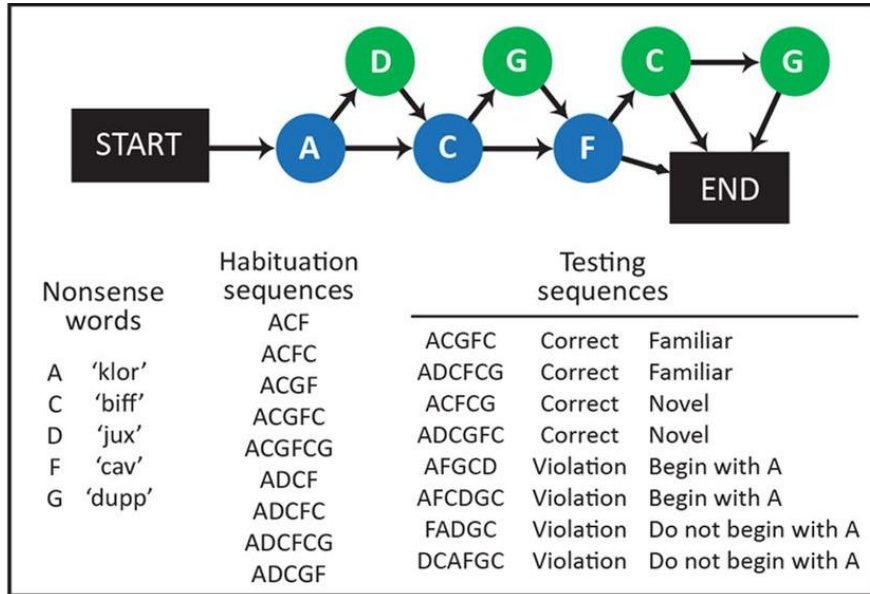 D G C G
START A C F END
Nonsense words
A 'klor'
C 'biff'
D 'jux'
F 'cav'
G 'dupp'
Habituation sequences
ACF
ACFC
ACGF
ACGFC
ACGFCG
ADCF
ADCFC
ADCFCG
ADCGF
Testing sequences
ACGFC Correct Familiar
ADCFCG Correct Familiar
ACFCG Correct Novel
ADCGFC Correct Novel
AFGCD Violation Begin with A
AFCDGC Violation Begin with A
FADGC Violation Do not begin with A
DCAFGC Violation Do not begin with A